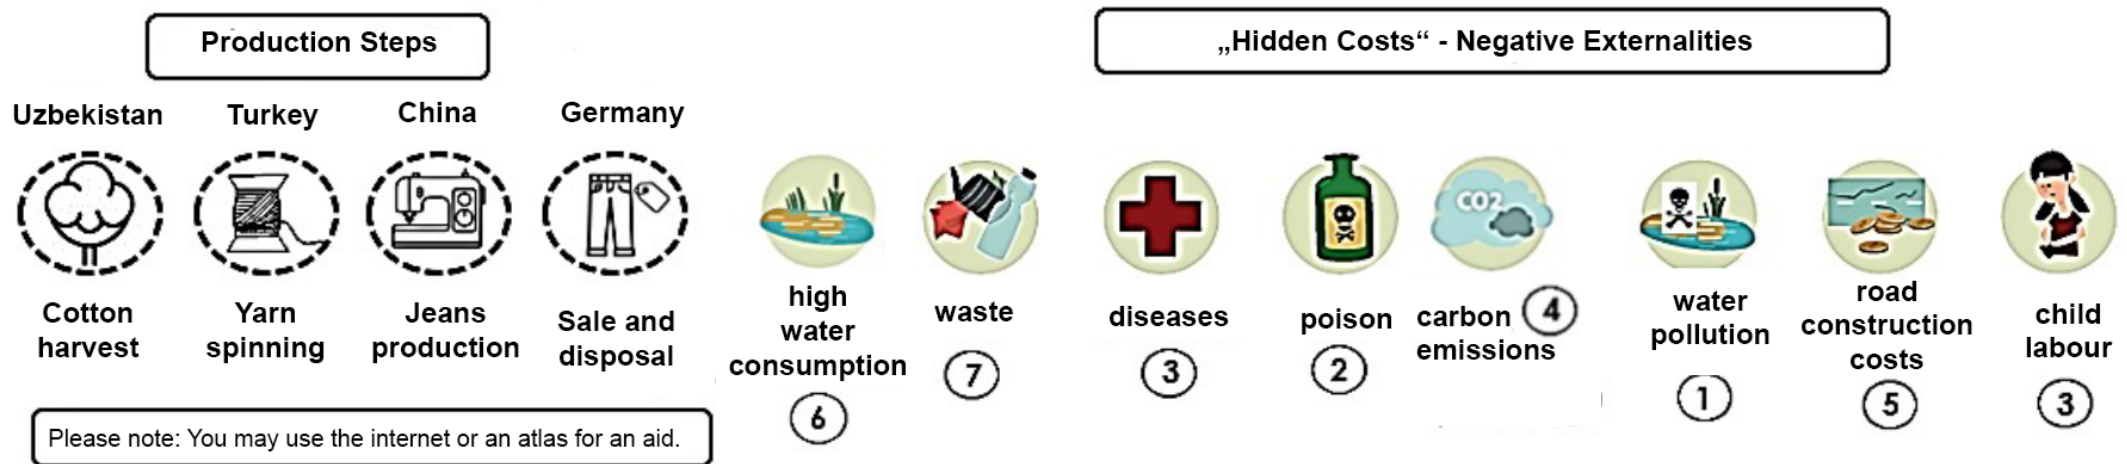 Production Steps
„Hidden Costs“ - Negative Externalities
Uzbekistan
Turkey
China
Germany
Cotton
harvest
Yarn
spinning
Jeans
production
Sale and
disposal
Please note: You may use the internet or an atlas for an aid.
high
water
consumption
6
waste
7
diseases
3
poison
2
CO2
carbon 4
emissions
water
pollution
1
road
construction
costs
5
child
labour
3